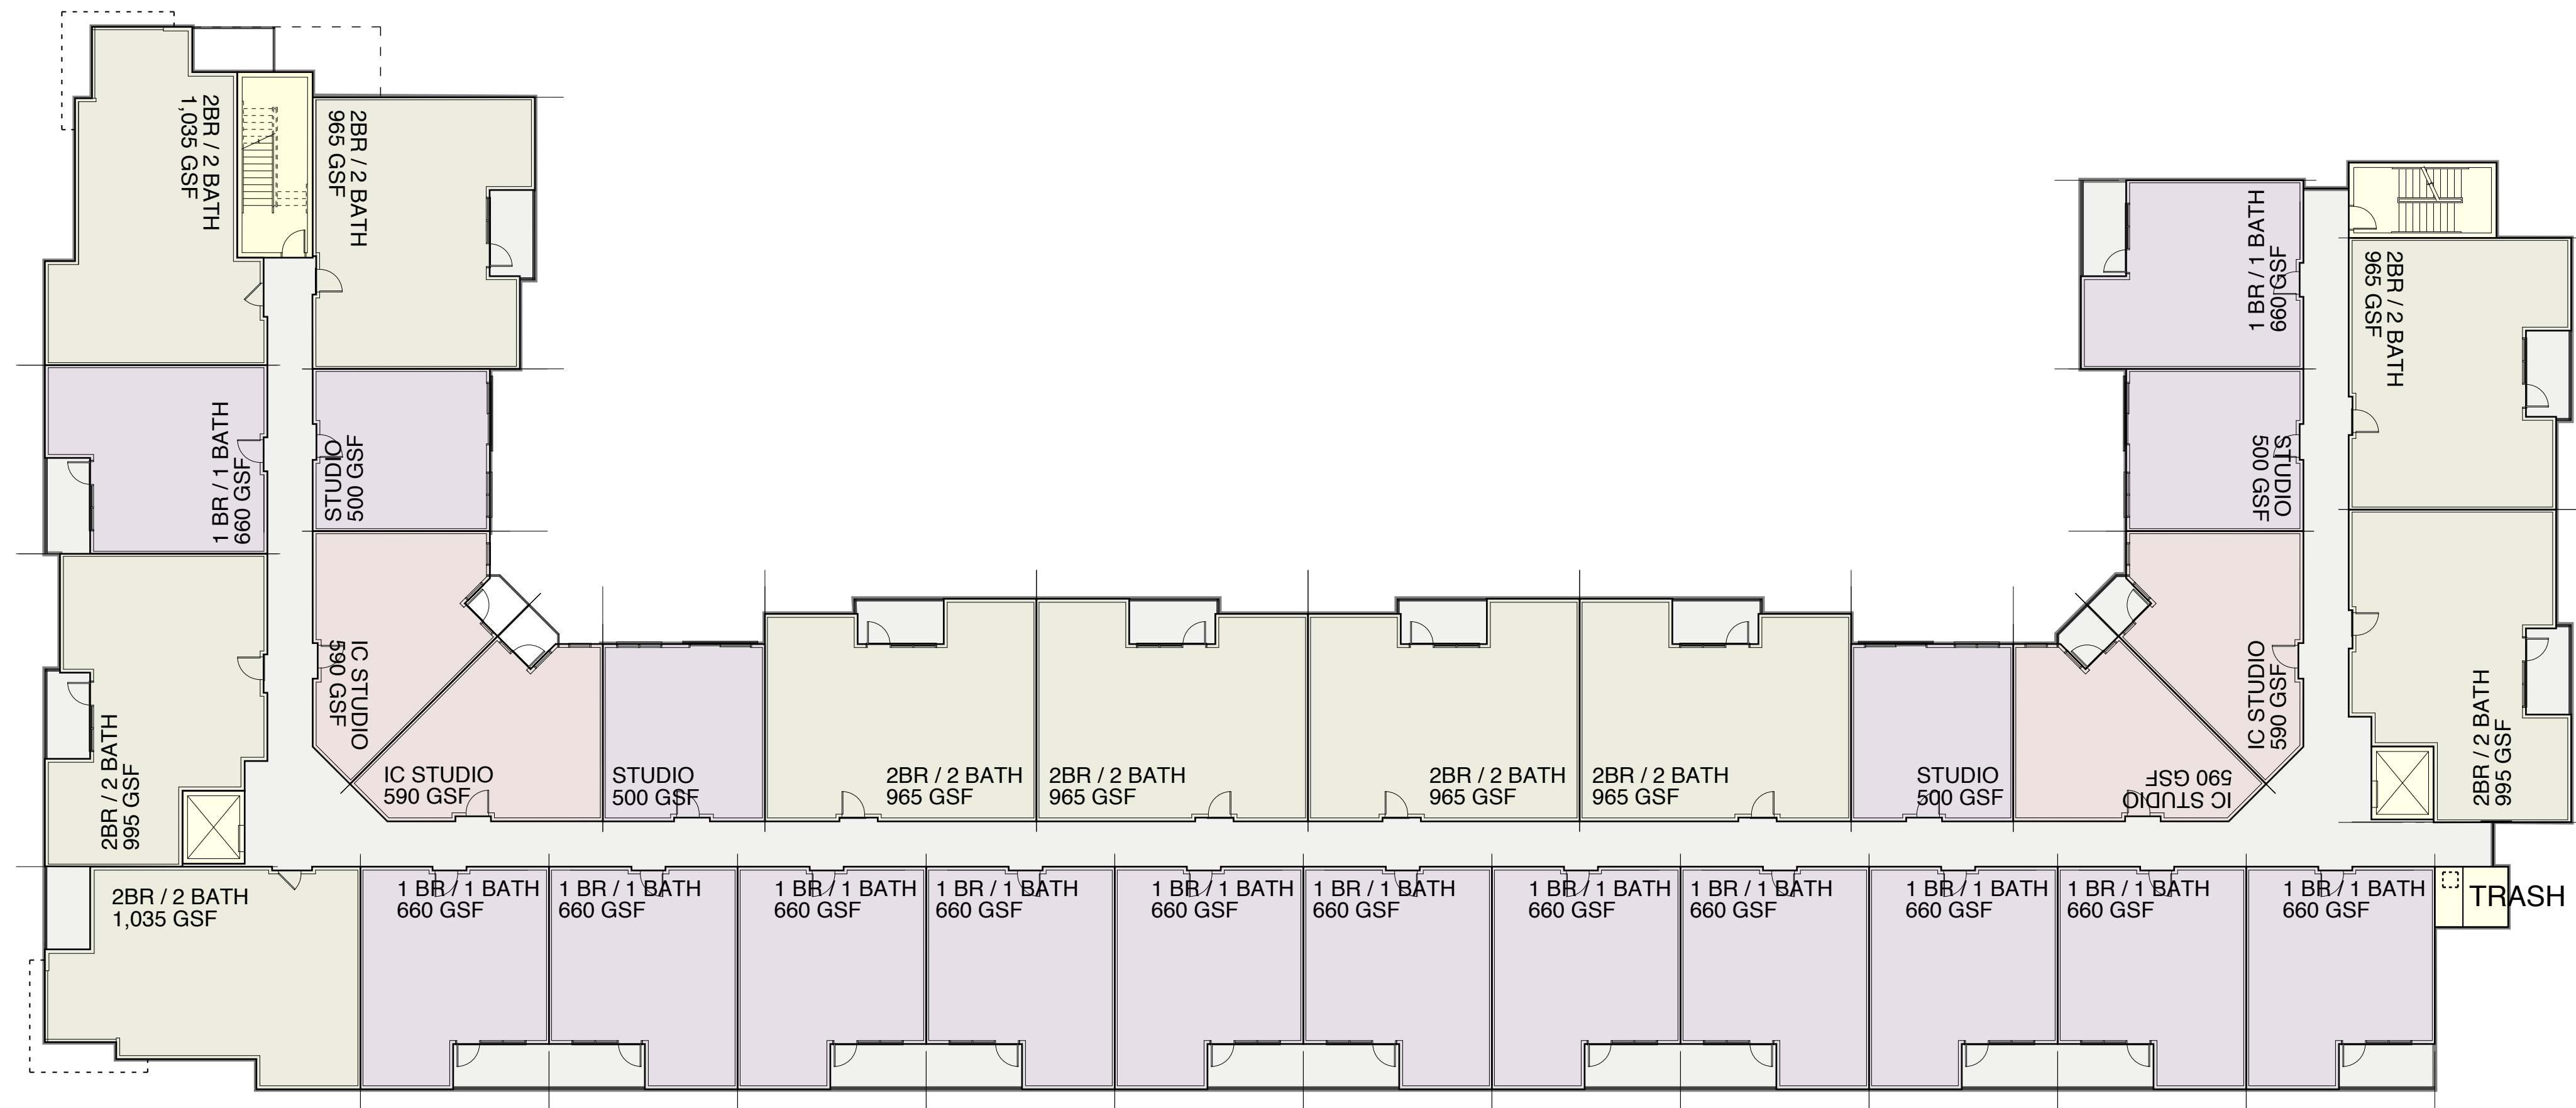 2BR / 2 BATH
1,035 GSF
2BR / 2 BATH
965 GSF
1 BR / 1 BATH
660 GSF
2BR / 2 BATH
965 GSF
1 BR / 1 BATH
660 GSF
STUDIO
500 GSF
STUDIO
500 GSF
IC STUDIO
590 GSF
IC STUDIO
590 GSF
2BR / 2 BATH
995 GSF
2BR / 2 BATH
995 GSF
IC STUDIO
590 GSF
STUDIO
500 GSF
2BR / 2 BATH
965 GSF
2BR / 2 BATH
965 GSF
2BR / 2 BATH
965 GSF
2BR / 2 BATH
965 GSF
STUDIO
500 GSF
IC STUDIO
590 GSF
2BR / 2 BATH
1,035 GSF
1 BR / 1 BATH
660 GSF
1 BR / 1 BATH
660 GSF
1 BR / 1 BATH
660 GSF
1 BR / 1 BATH
660 GSF
1 BR / 1 BATH
660 GSF
1 BR / 1 BATH
660 GSF
1 BR / 1 BATH
660 GSF
1 BR / 1 BATH
660 GSF
1 BR / 1 BATH
660 GSF
1 BR / 1 BATH
660 GSF
1 BR / 1 BATH
660 GSF
TRASH